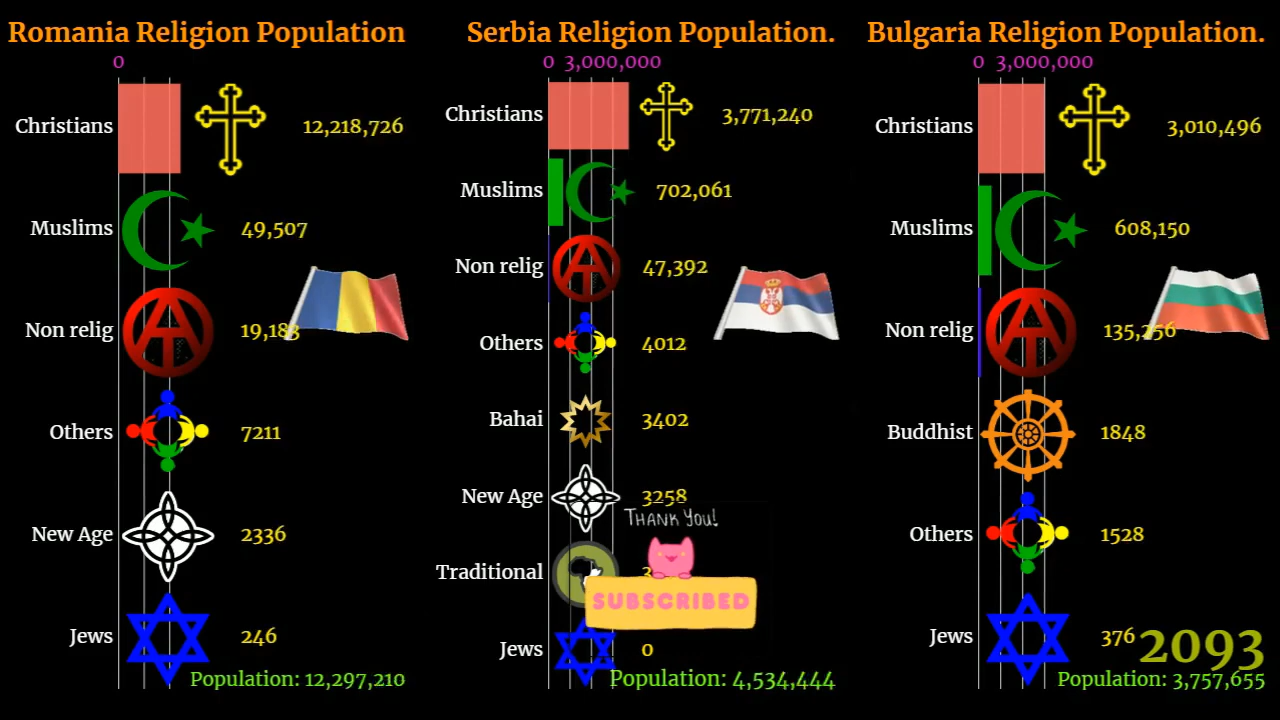 Romania Religion Population
0
Christians 12,218,726
Muslims 49,507
Non relig 19,183
Others 7211
New Age 2336
Jews 246
Population: 12,297,210
Serbia Religion Population.
0 3,000,000
Christians 3,771,240
Muslims 702,061
Non relig 47,392
Others 4012
Bahai 3402
New Age 3258
THANK YOU!
Traditional
SUBSCRIBED
Jews 0
Population: 4,534,444
Bulgaria Religion Population.
0 3,000,000
Christians 3,010,496
Muslims 608,150
Non relig 135,256
Buddhist 1848
Others 1528
Jews 376
2093
Population: 3,757,655